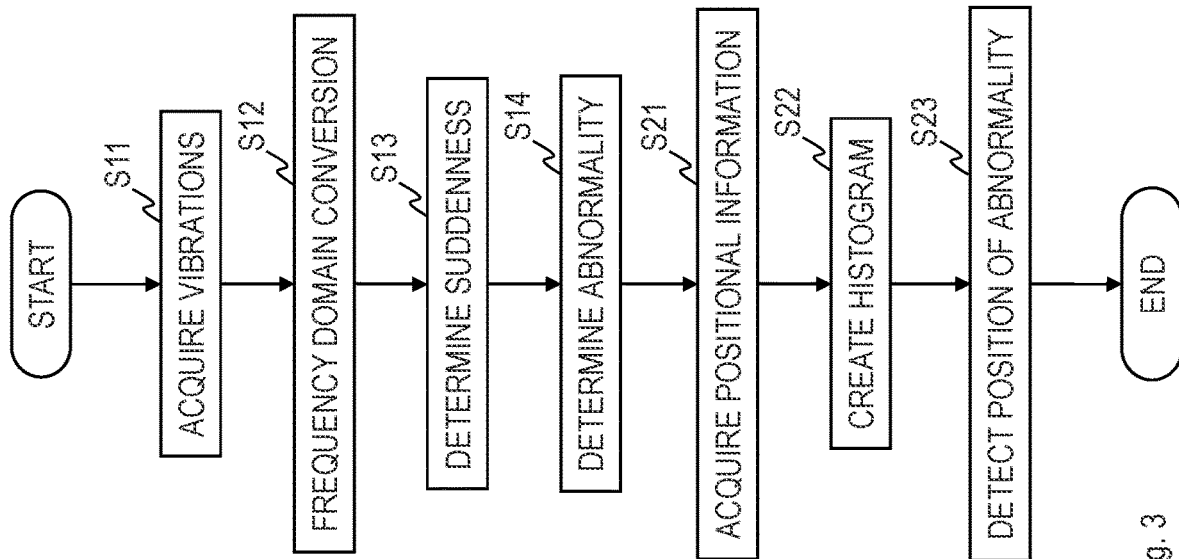 START
S11
ACQUIRE VIBRATIONS
S12
FREQUENCY DOMAIN CONVERSION
S13
DETERMINE SUDDENNESS
S14
DETERMINE ABNORMALITY
S21
ACQUIRE POSITIONAL INFORMATION
S22
CREATE HISTOGRAM
S23
DETECT POSITION OF ABNORMALITY
END
g. 3